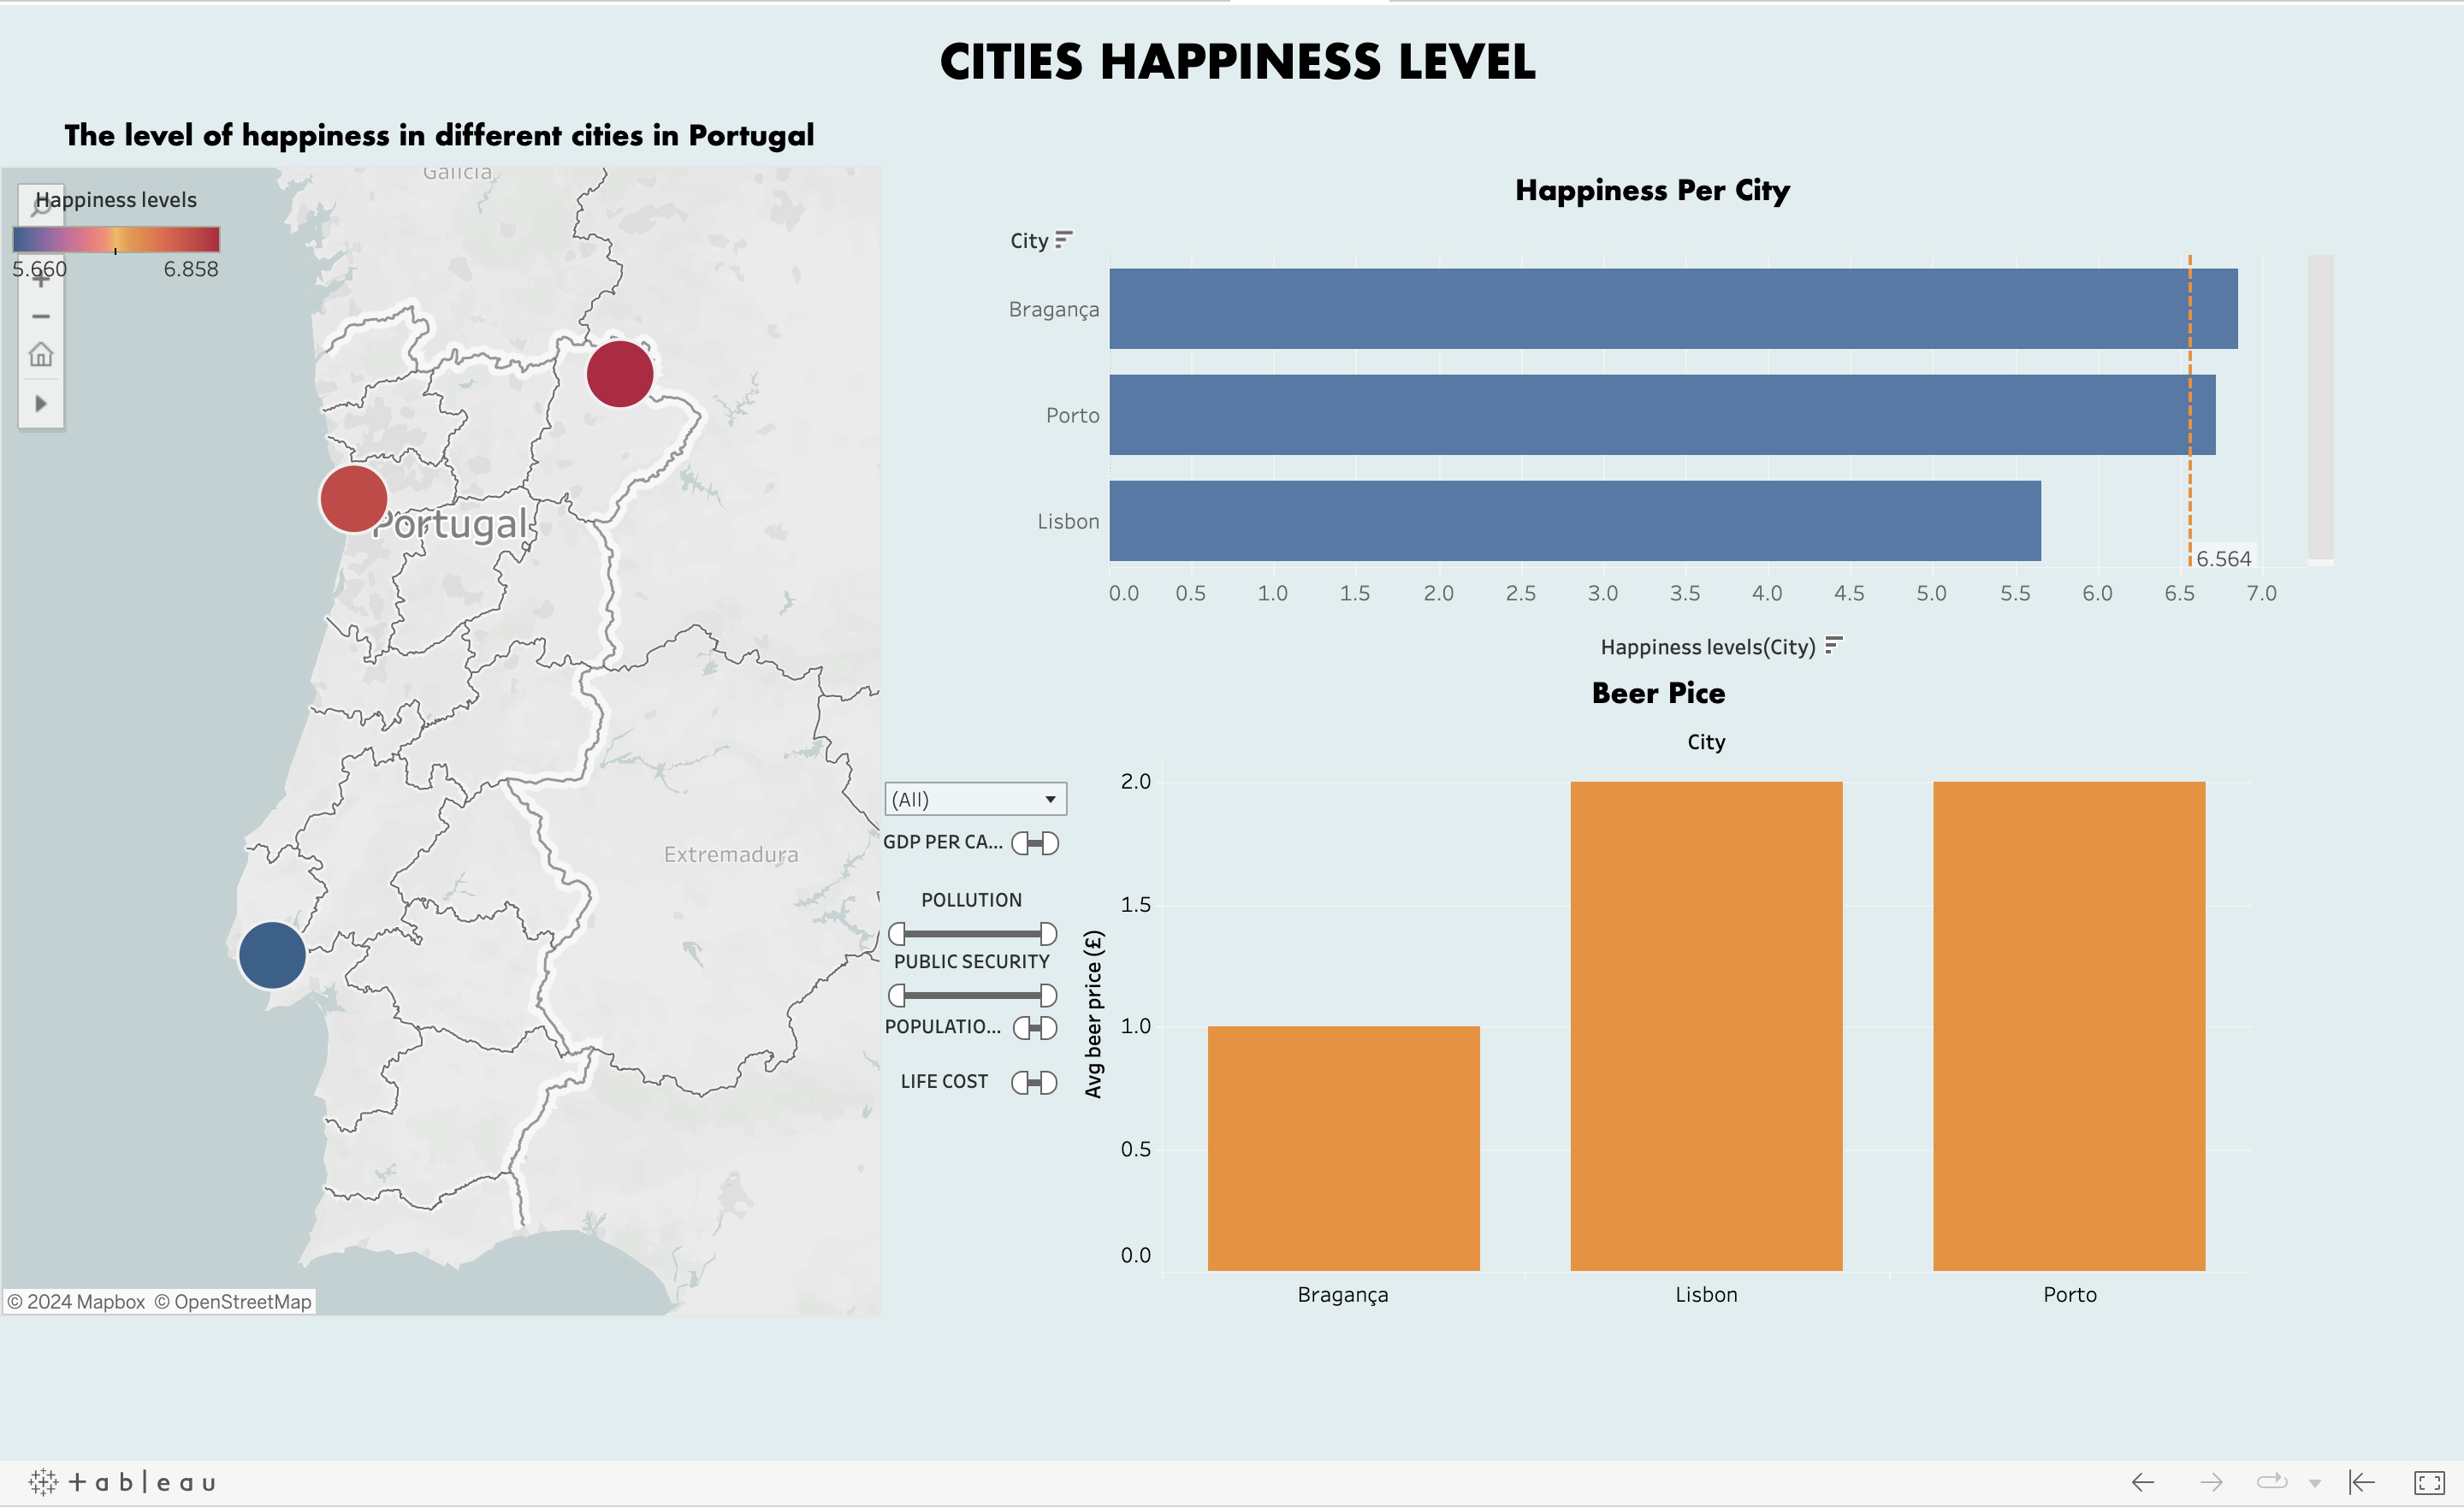 CITIES HAPPINESS LEVEL
The level of happiness in different cities in Portugal
Galicia
Happiness levels
5.660 6.858
Portugal
Extremadura
© 2024 Mapbox © OpenStreetMap
Happiness Per City
City
Bragança
Porto
Lisbon
6.564
0.0 0.5 1.0 1.5 2.0 2.5 3.0 3.5 4.0 4.5 5.0 5.5 6.0 6.5 7.0
Happiness levels(City)
(All)
GDP PER CA...
POLLUTION
PUBLIC SECURITY
POPULATIO...
LIFE COST
Beer Pice
City
Avg beer price (£)
2.0
1.5
1.0
0.5
0.0
Bragança Lisbon Porto
+ableau